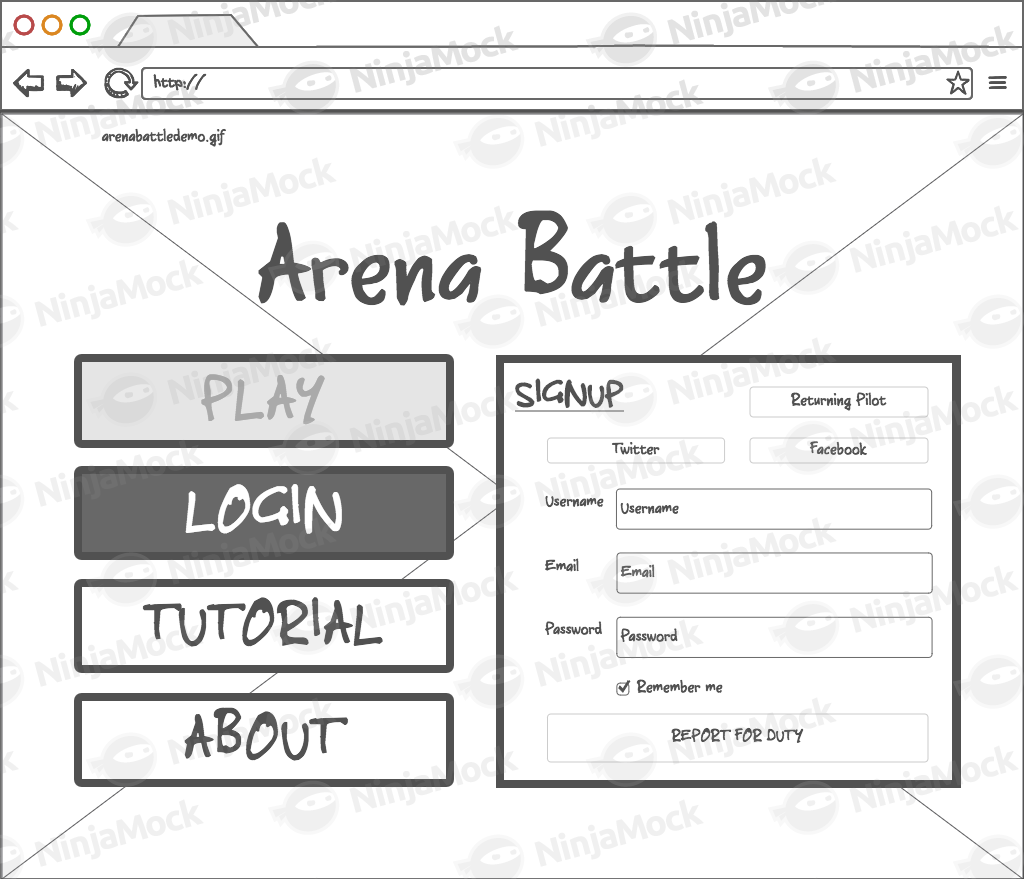 http://
arenabattledemo.gif
Arena Battle
PLAY
LOGIN
TUTORIAL
ABOUT
SIGNUP
Returning Pilot
Twitter
Facebook
Username
Username
Email
Email
Password
Password
Remember me
REPORT FOR DUTY
NinjaMock